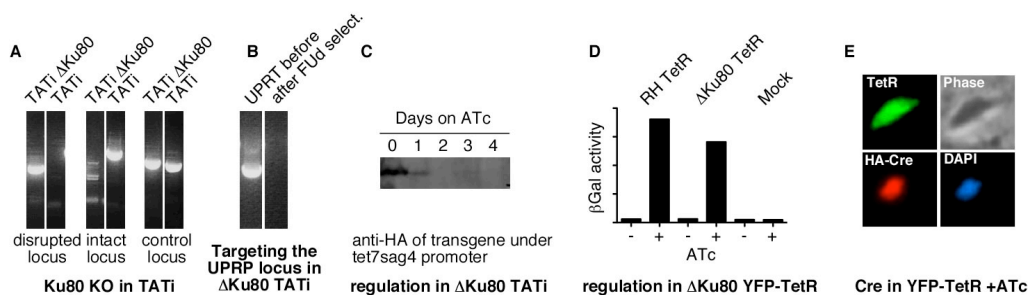 A
TATi ΔKu80
TATi
TATi ΔKu80
TATi
TATi ΔKu80
TATi
disrupted locus
intact locus
control locus
Ku80 KO in TATi
B
UPRT before
after FUd select.
Targeting the
UPRP locus in
ΔKu80 TATi
C
Days on ATc
0 1 2 3 4
anti-HA of transgene under
tet7sag4 promoter
regulation in ΔKu80 TATi
D
RH TetR
ΔKu80 TetR
Mock
βGal activity
- + - + - +
ATc
regulation in ΔKu80 YFP-TetR
E
TetR
Phase
HA-Cre
DAPI
Cre in YFP-TetR +ATc